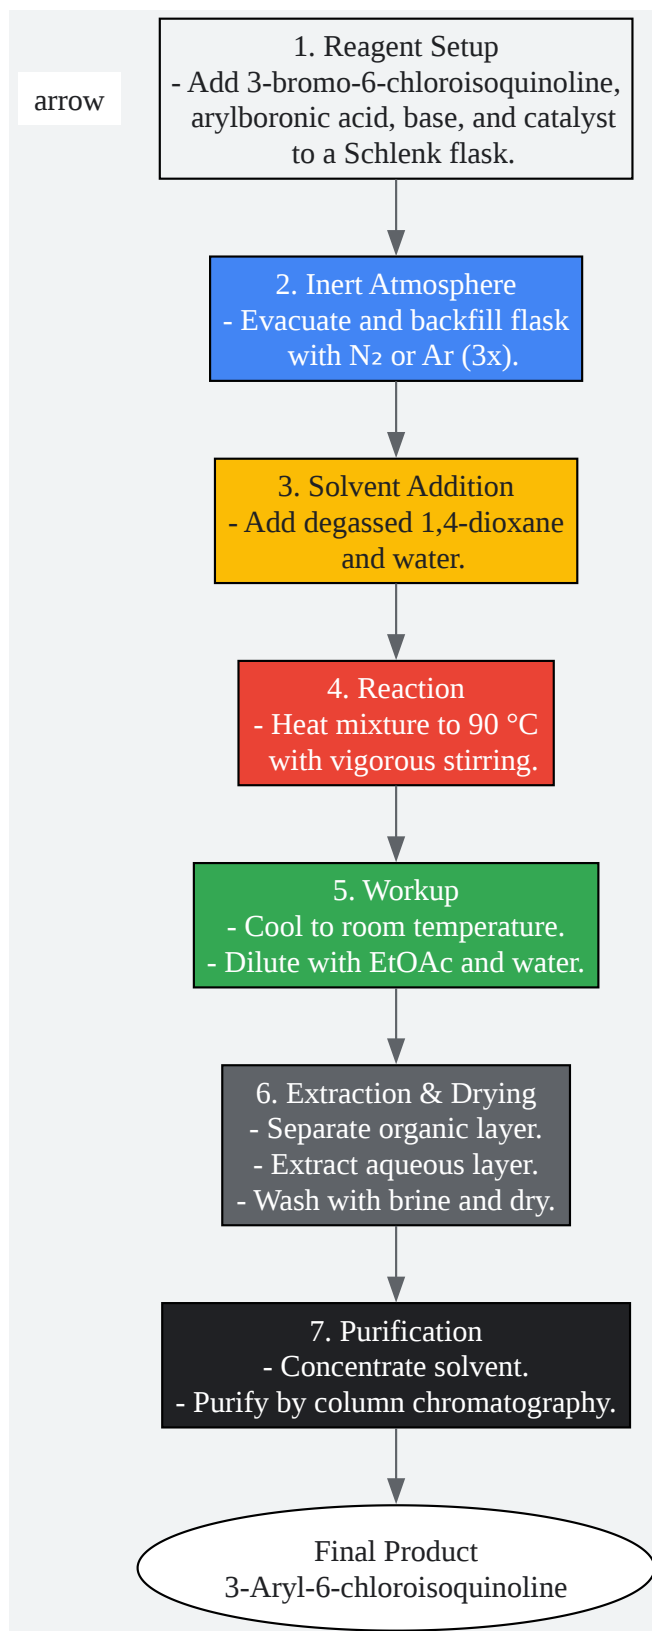 1. Reagent Setup
- Add 3-bromo-6-chloroisoquinoline,
arylboronic acid, base, and catalyst
to a Schlenk flask.
arrow
2. Inert Atmosphere
- Evacuate and backfill flask
with N₂ or Ar (3x).
3. Solvent Addition
- Add degassed 1,4-dioxane
and water.
4. Reaction
- Heat mixture to 90 °C
with vigorous stirring.
5. Workup
- Cool to room temperature.
- Dilute with EtOAc and water.
6. Extraction & Drying
- Separate organic layer.
- Extract aqueous layer.
- Wash with brine and dry.
7. Purification
- Concentrate solvent.
- Purify by column chromatography.
Final Product
3-Aryl-6-chloroisoquinoline